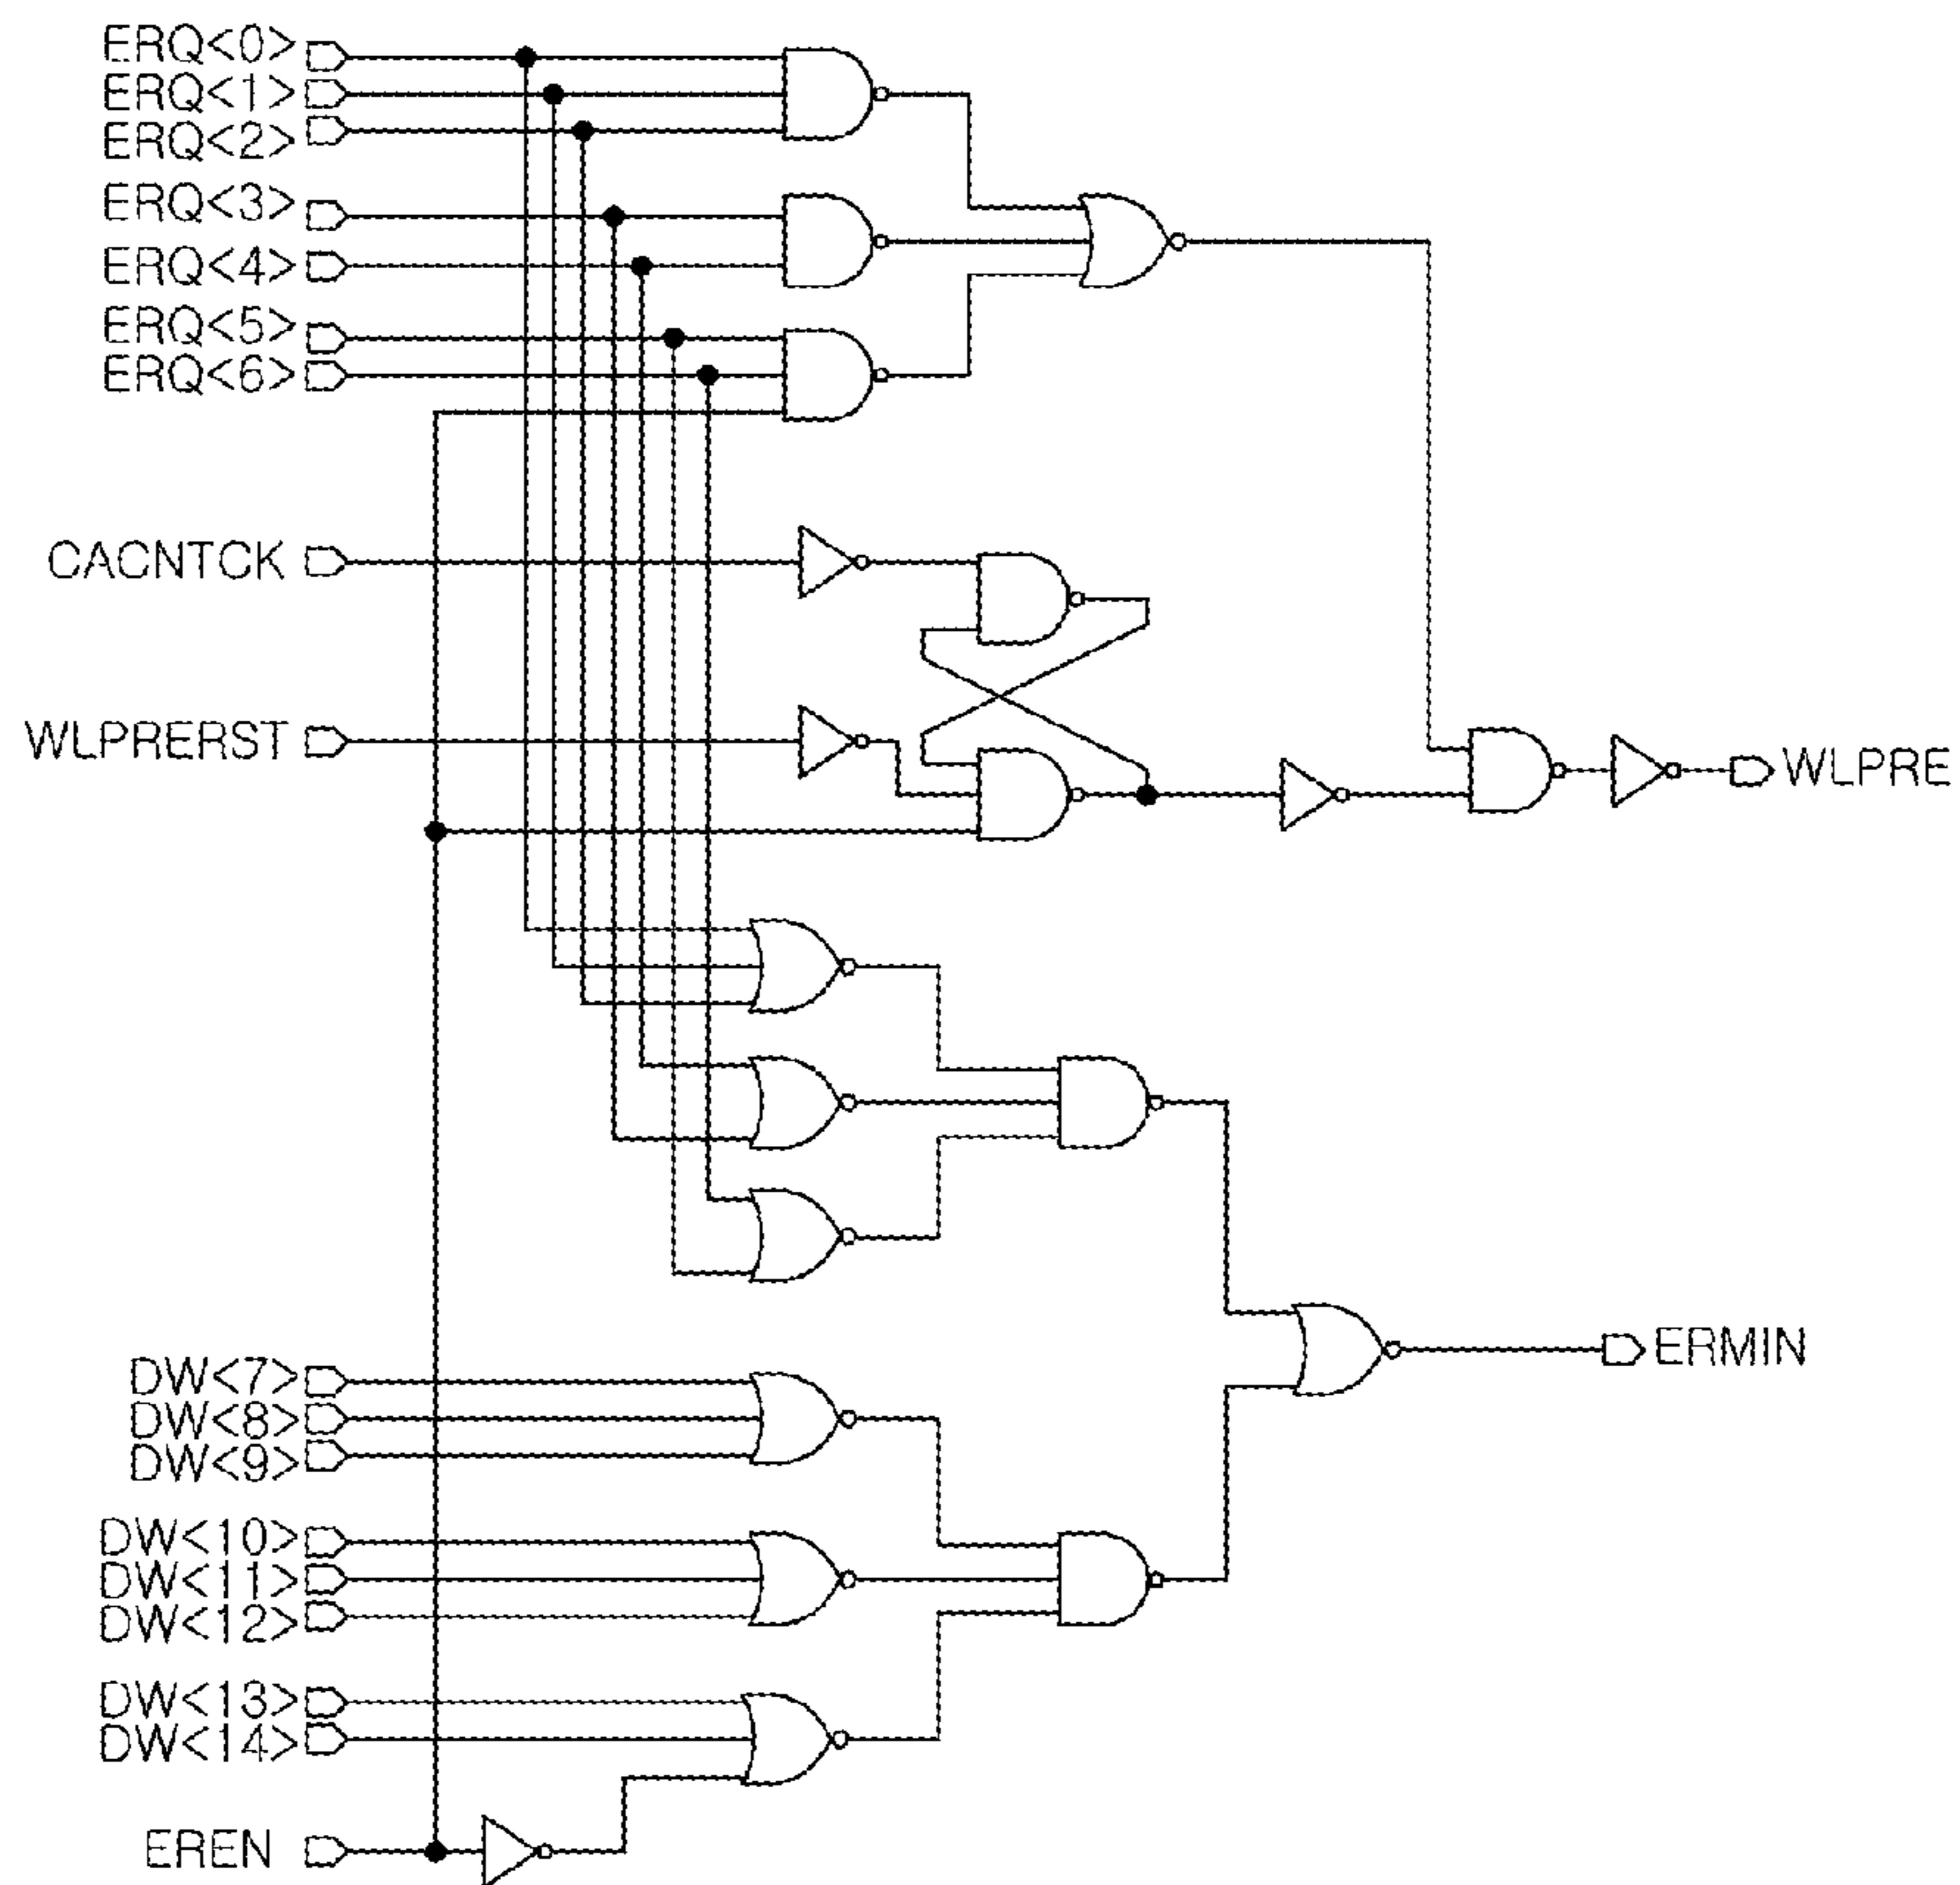 ERQ<0>
ERQ<1>
ERQ<2>
ERQ<3>
ERQ<4>
ERQ<5>
ERQ<6>
CACNTCK
WLPRERST
WLPRE
ERMIN
DW<7>
DW<8>
DW<9>
DW<10>
DW<11>
DW<12>
DW<13>
DW<14>
EREN